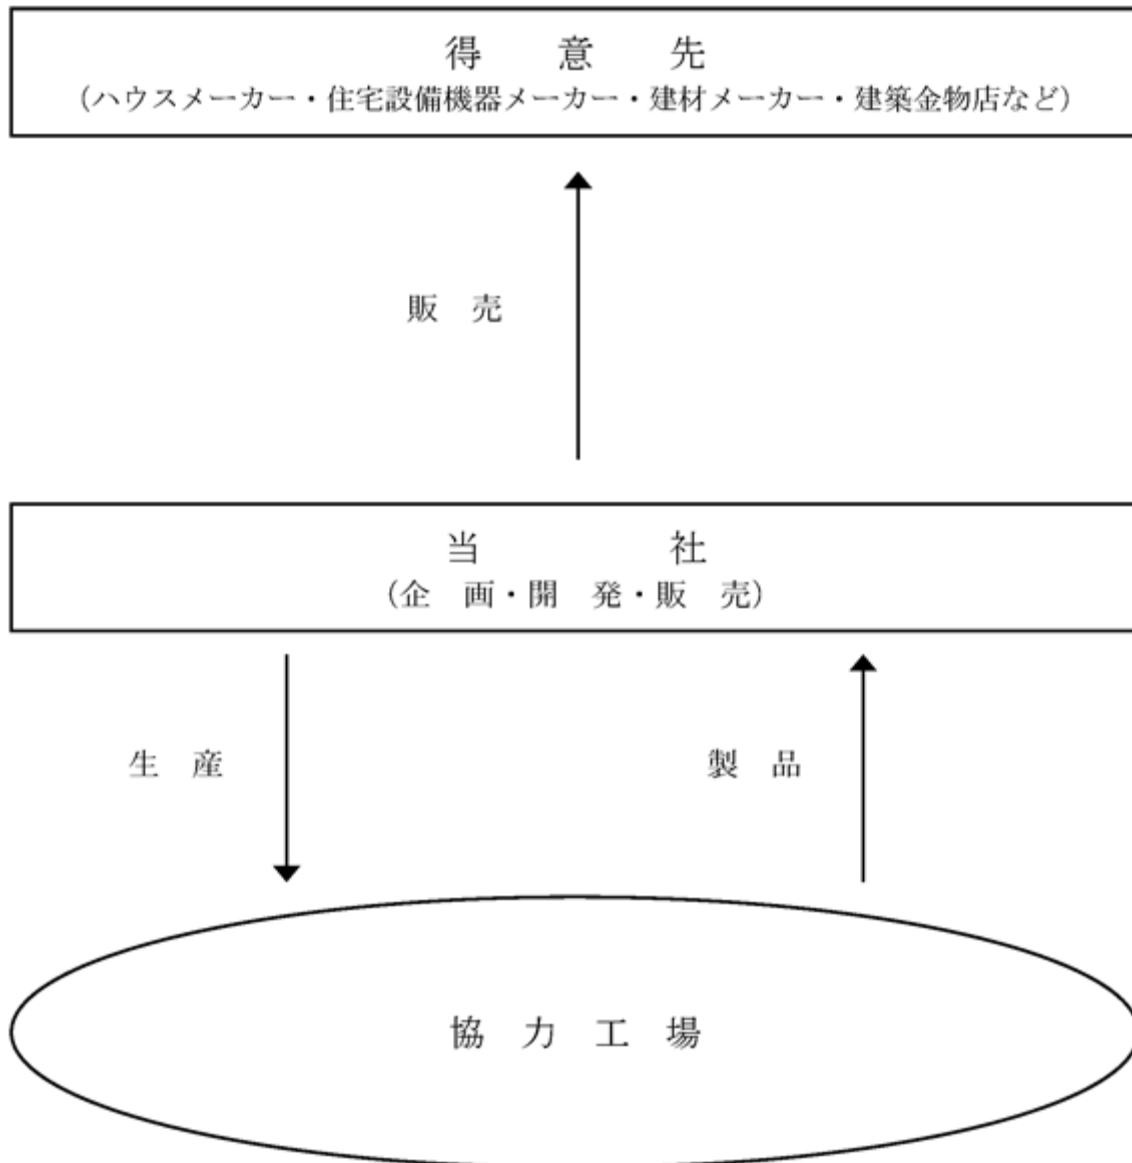 得　意　先
（ハウスメーカー・住宅設備機器メーカー・建材メーカー・建築金物店など）
販　売
当　　　社
（企　画・開　発・販　売）
生　産
製　品
協　力　工　場